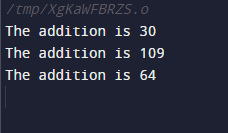 /tmp/XgKaWFBRZS.o
The addition is 30
The addition is 109
The addition is 64